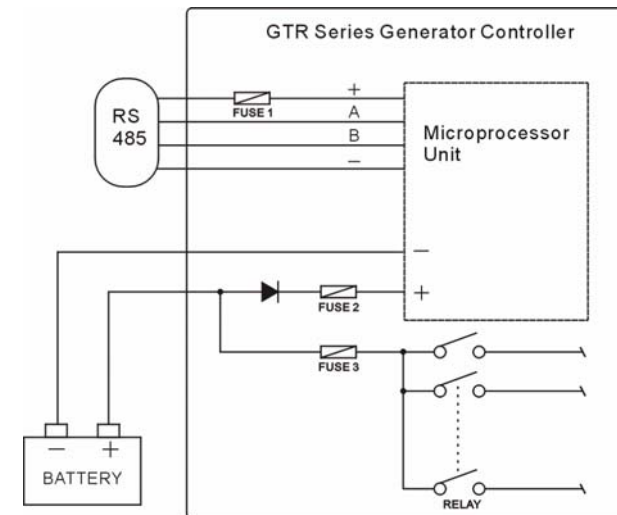 GTR Series Generator Controller
+
FUSE 1
A
RS
485
B
Microprocessor
Unit
−
−
+
FUSE 2
FUSE 3
− +
BATTERY
RELAY